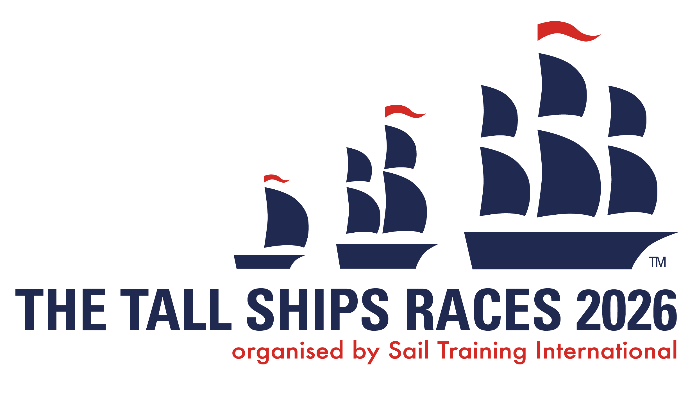 TM
THE TALL SHIPS RACES 2026
organised by Sail Training International